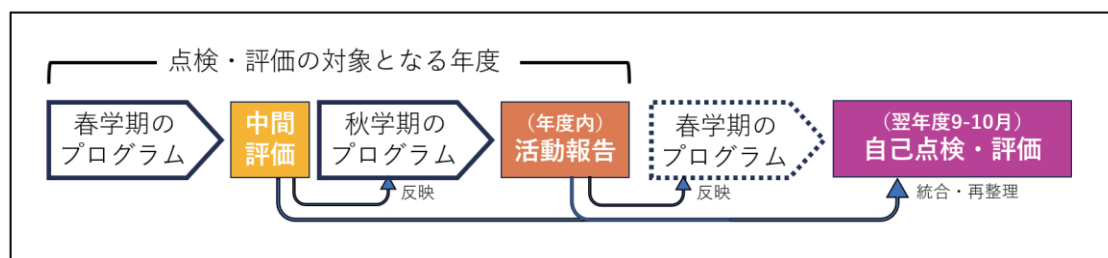 点検・評価の対象となる年度
春学期の
プログラム
中間
評価
秋学期の
プログラム
（年度内）
活動報告
春学期の
プログラム
（翌年度9-10月）
自己点検・評価
反映
反映
統合・再整理